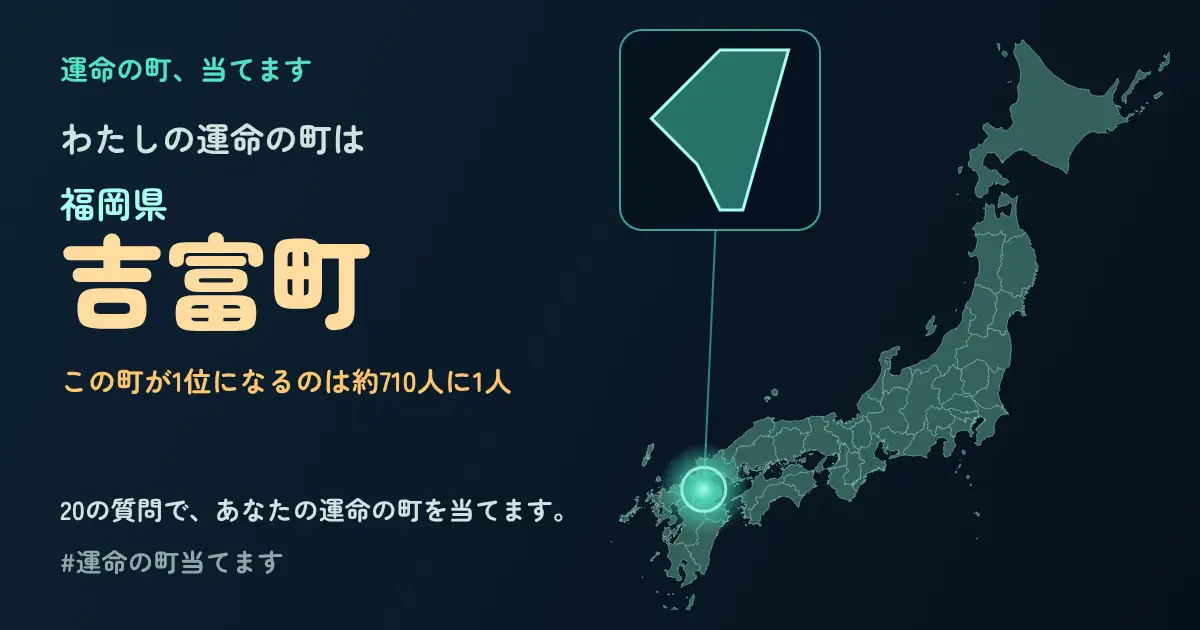 運命の町、当てます
わたしの運命の町は
福岡県
吉富町
この町が1位になるのは約710人に1人
20の質問で、あなたの運命の町を当てます。
#運命の町当てます